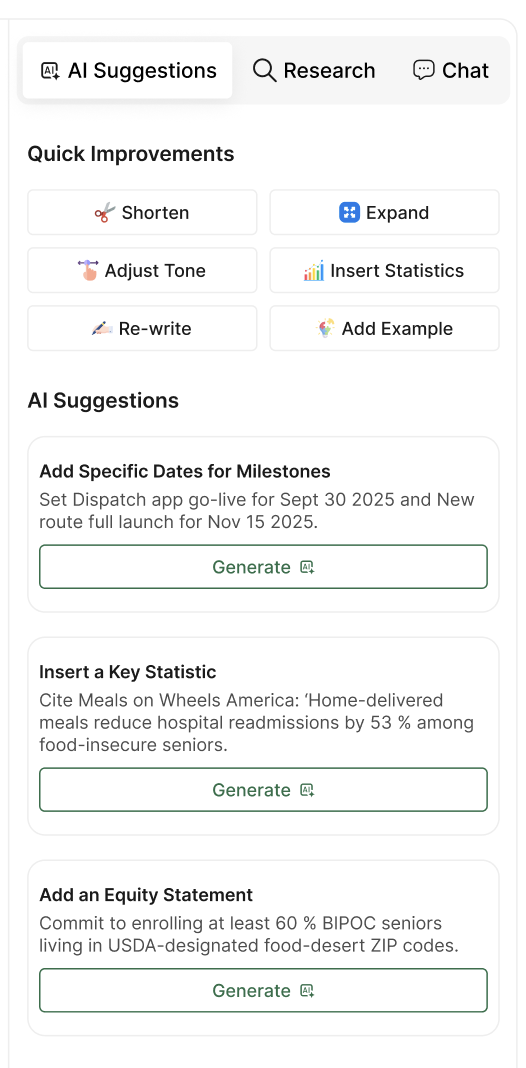 AI Suggestions
Research
Chat
Quick Improvements
Shorten
Expand
Adjust Tone
Insert Statistics
Re-write
Add Example
AI Suggestions
Add Specific Dates for Milestones
Set Dispatch app go-live for Sept 30 2025 and New
route full launch for Nov 15 2025.
Generate
Insert a Key Statistic
Cite Meals on Wheels America: ‘Home-delivered
meals reduce hospital readmissions by 53 % among
food-insecure seniors.
Generate
Add an Equity Statement
Commit to enrolling at least 60 % BIPOC seniors
living in USDA-designated food-desert ZIP codes.
Generate